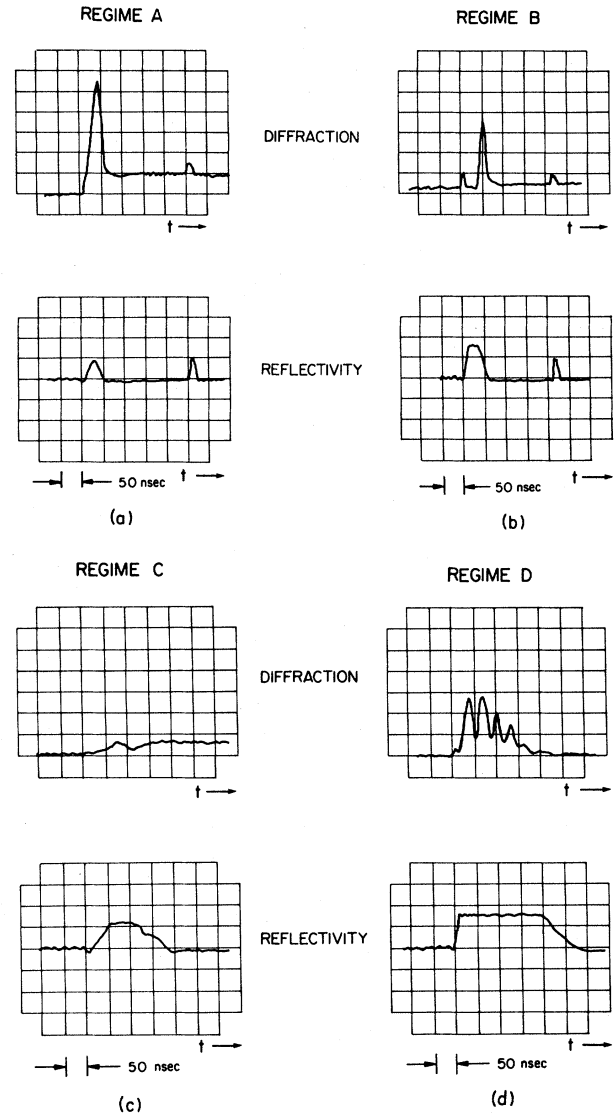 REGIME A
REGIME B
DIFFRACTION
t
t
REFLECTIVITY
50 nsec
t
50 nsec
t
(a)
(b)
REGIME C
REGIME D
DIFFRACTION
t
t
REFLECTIVITY
50 nsec
t
50 nsec
t
(c)
(d)